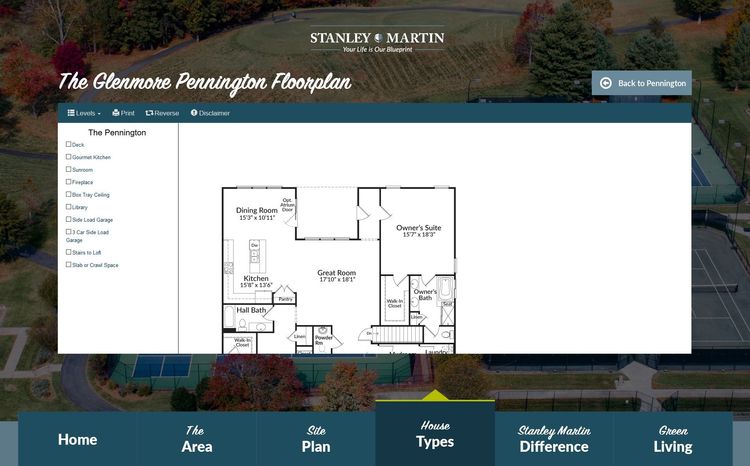 STANLEY MARTIN
Your Life is Our Blueprint
The Glenmore Pennington Floorplan
Back to Pennington
Levels
Print
Reverse
Disclaimer
The Pennington
Deck
Gourmet Kitchen
Sunroom
Fireplace
Box Tray Ceiling
Library
Side Load Garage
3 Car Side Load
Garage
Stairs to Loft
Slab or Crawl Space
Dining Room
15'3" x 10'11"
Opt.
Atrium
Door
Owner's Suite
15'7" x 18'3"
Dw
Kitchen
15'8" x 13'6"
Great Room
17'10" x 18'1"
Pantry
Hall Bath
Walk-In
Closet
Linen
Powder
Rm
Walk-In
Closet
Owner's
Bath
Seat
Linen
Dn
Laundry
Home
The
Area
Site
Plan
House
Types
Stanley Martin
Difference
Green
Living